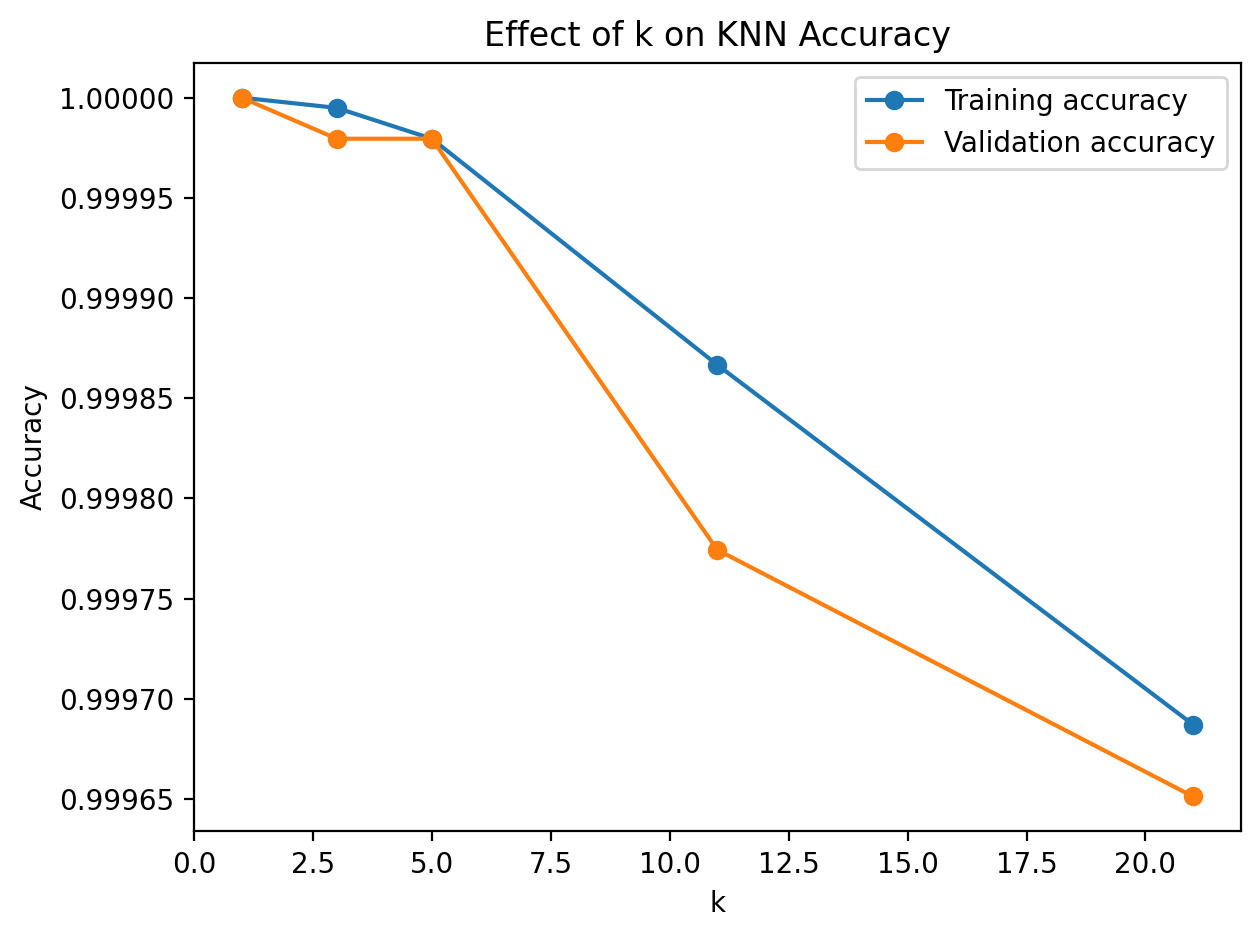 Effect of k on KNN Accuracy
Training accuracy
Validation accuracy
Accuracy
1.00000
0.99995
0.99990
0.99985
0.99980
0.99975
0.99970
0.99965
0.0 2.5 5.0 7.5 10.0 12.5 15.0 17.5 20.0
k